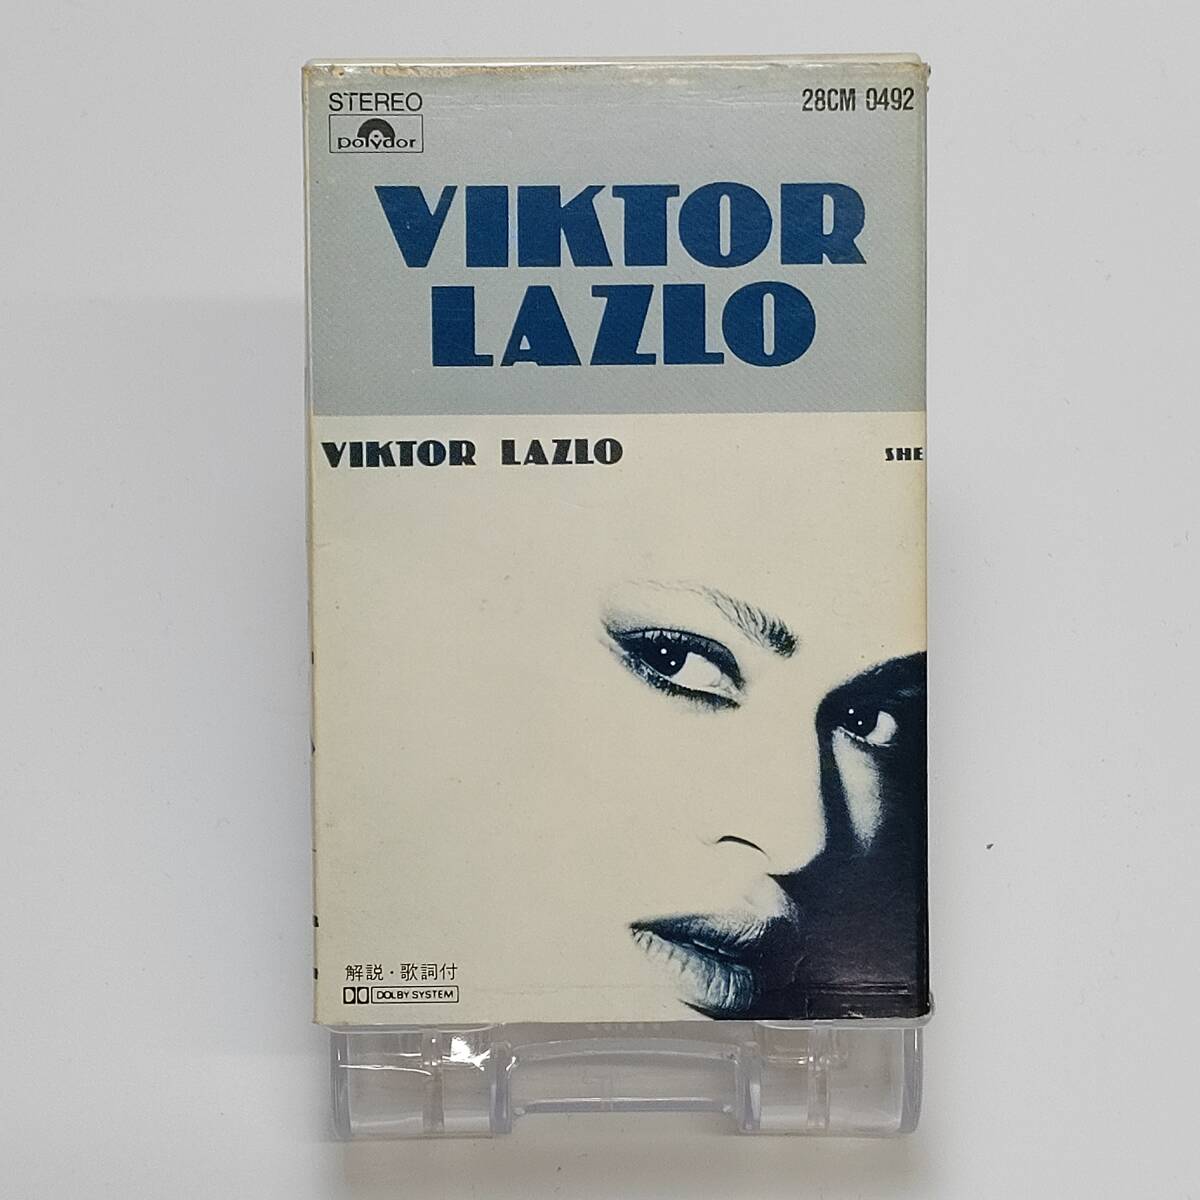 STEREO
28CM 0492
polydor
VIKTOR
LAZLO
VIKTOR LAZLO
SHE
解説・歌詞付
DOLBY SYSTEM